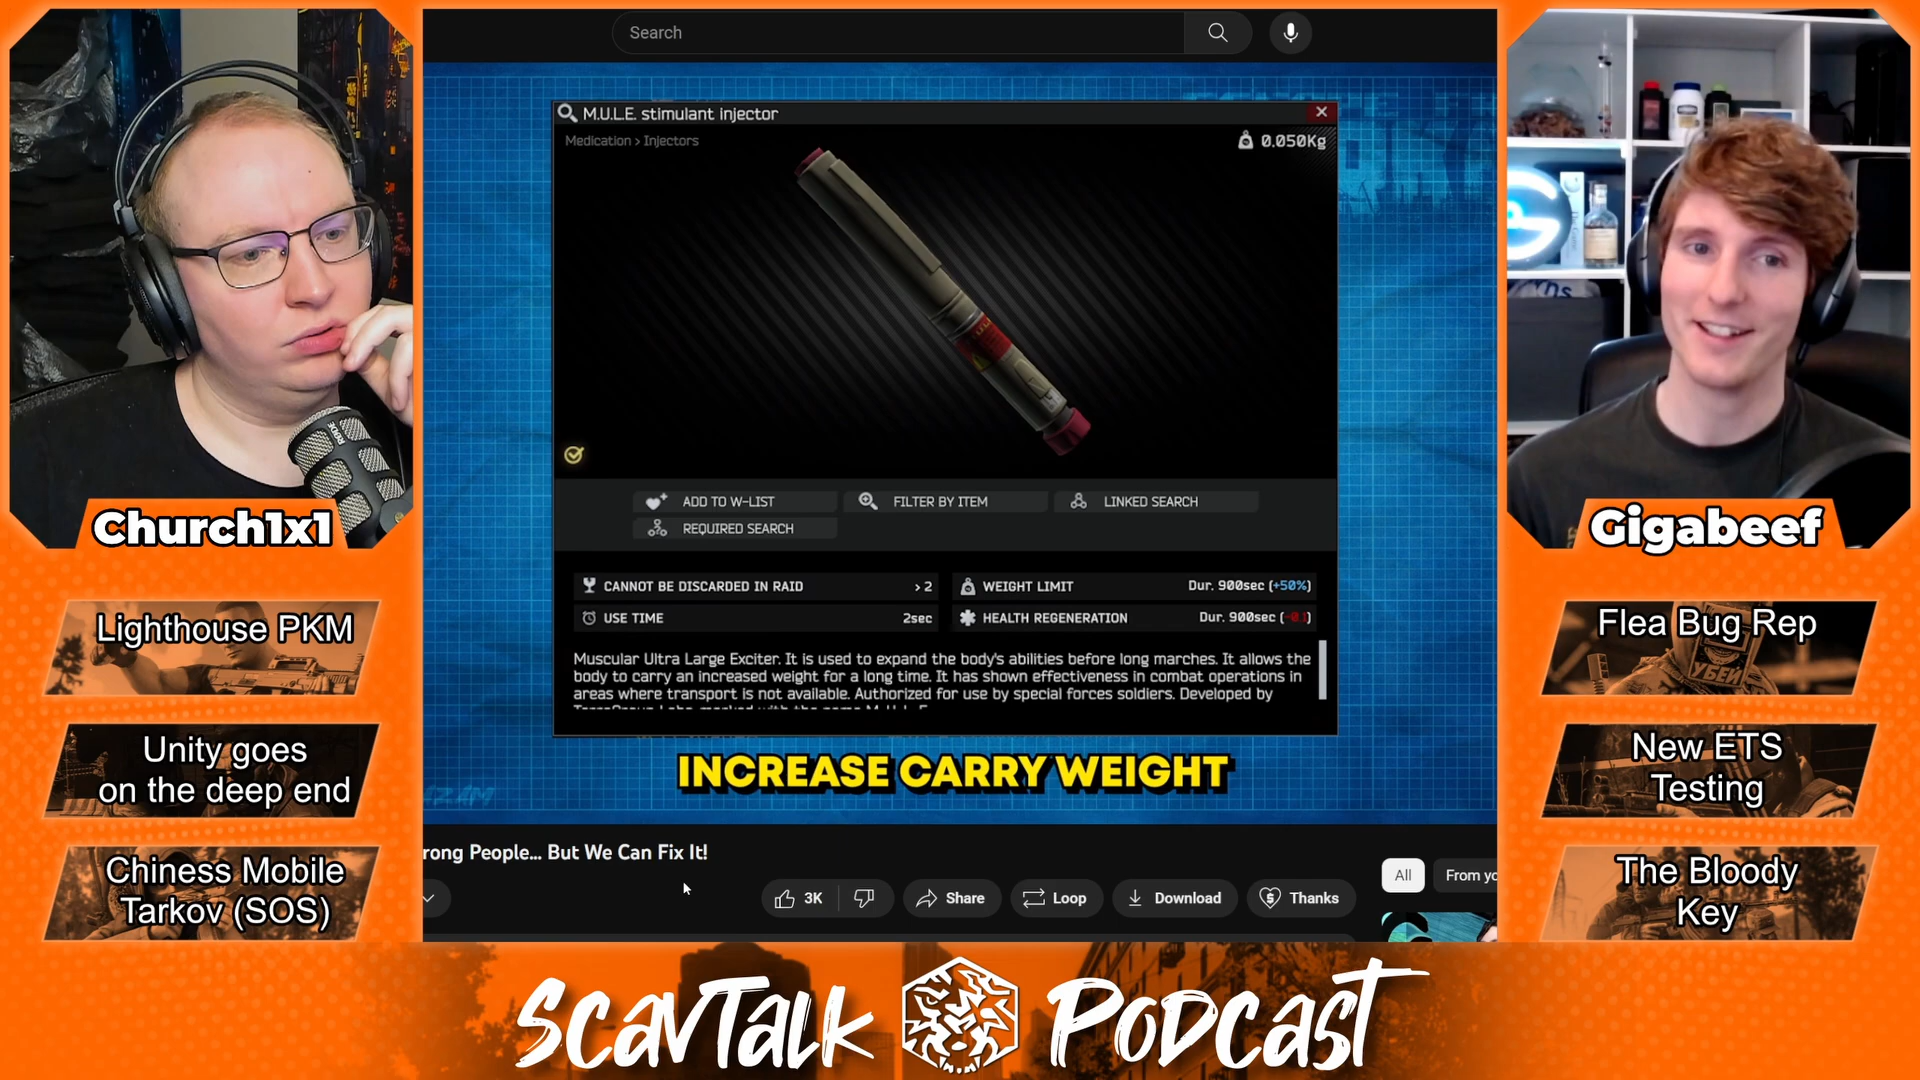 Search
M.U.L.E. stimulant injector
Medication > Injectors
0.050Kg
ADD TO W-LIST
FILTER BY ITEM
LINKED SEARCH
REQUIRED SEARCH
CANNOT BE DISCARDED IN RAID
> 2
WEIGHT LIMIT
Dur. 900sec (+50%)
USE TIME
2sec
HEALTH REGENERATION
Dur. 900sec (-0.1)
Muscular Ultra Large Exciter. It is used to expand the body's abilities before long marches. It allows the
body to carry an increased weight for a long time. It has shown effectiveness in combat operations in
areas where transport is not available. Authorized for use by special forces soldiers. Developed by
INCREASE CARRY WEIGHT
rong People... But We Can Fix It!
3K
Share
Loop
Download
Thanks
All
From yo
RØDE
Church1x1
Lighthouse PKM
Unity goes
on the deep end
Chiness Mobile
Tarkov (SOS)
Gigabeef
Flea Bug Rep
УБЕЙ
New ETS
Testing
The Bloody
Key
ScavTalk Podcast